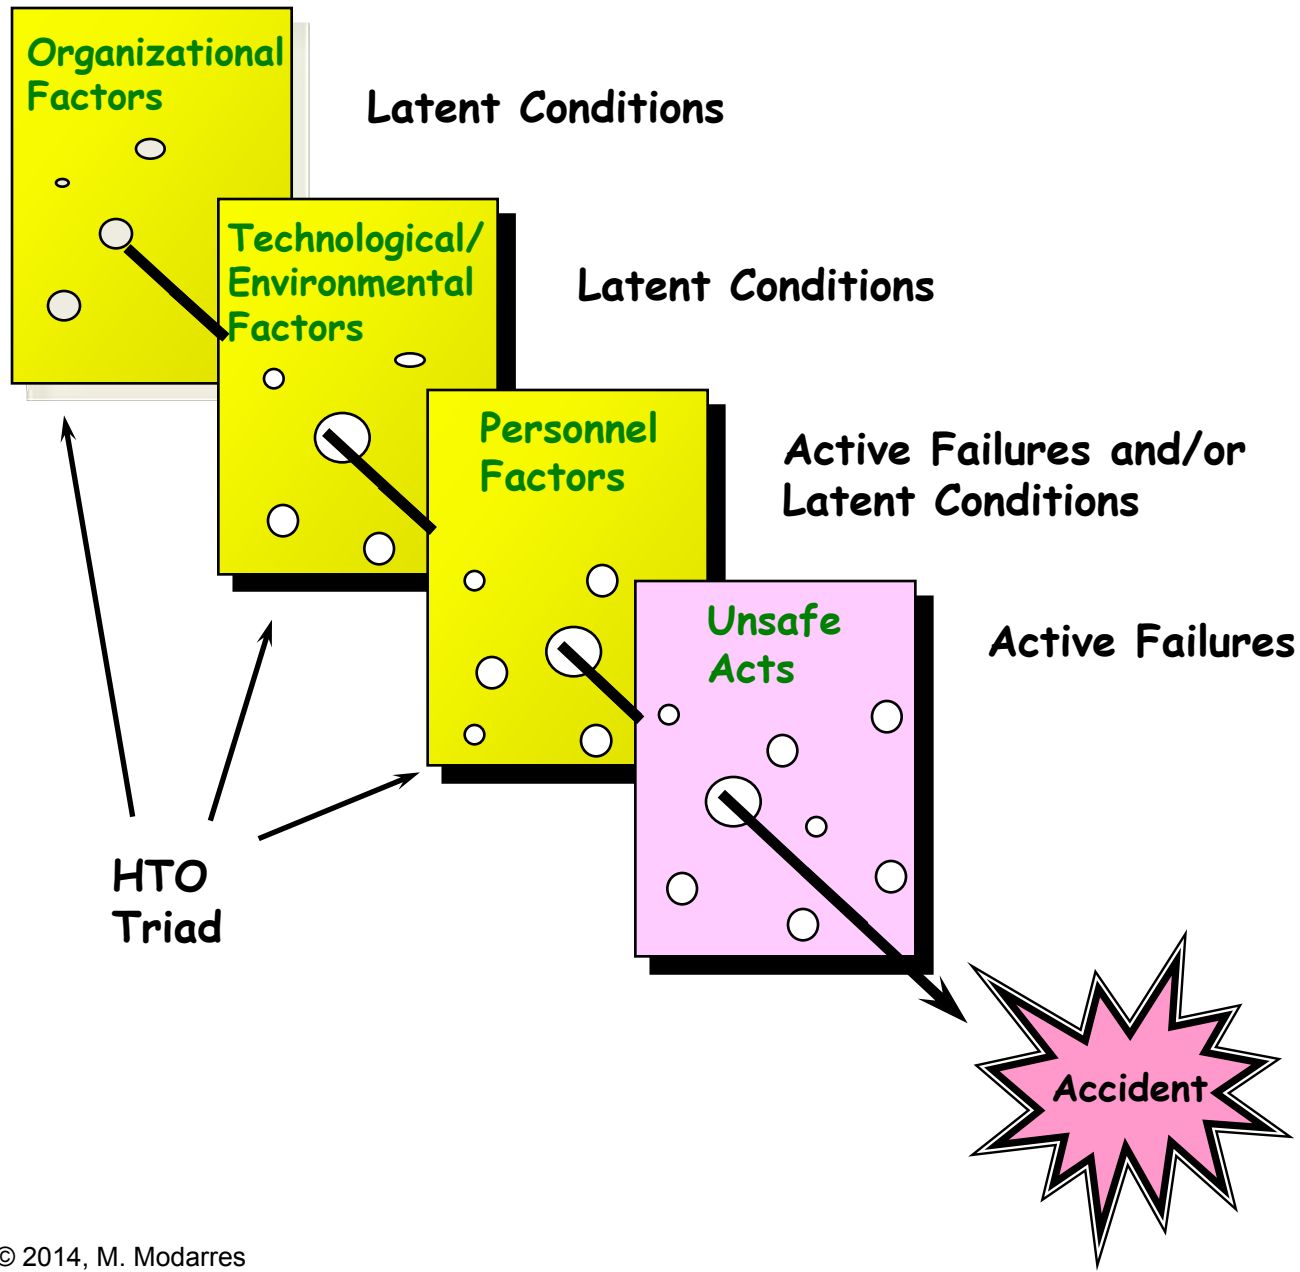 Organizational
Factors
Latent Conditions
Technological/
Environmental
Factors
Latent Conditions
Personnel
Factors
Active Failures and/or
Latent Conditions
Unsafe
Acts
Active Failures
HTO
Triad
Accident
© 2014, M. Modarres